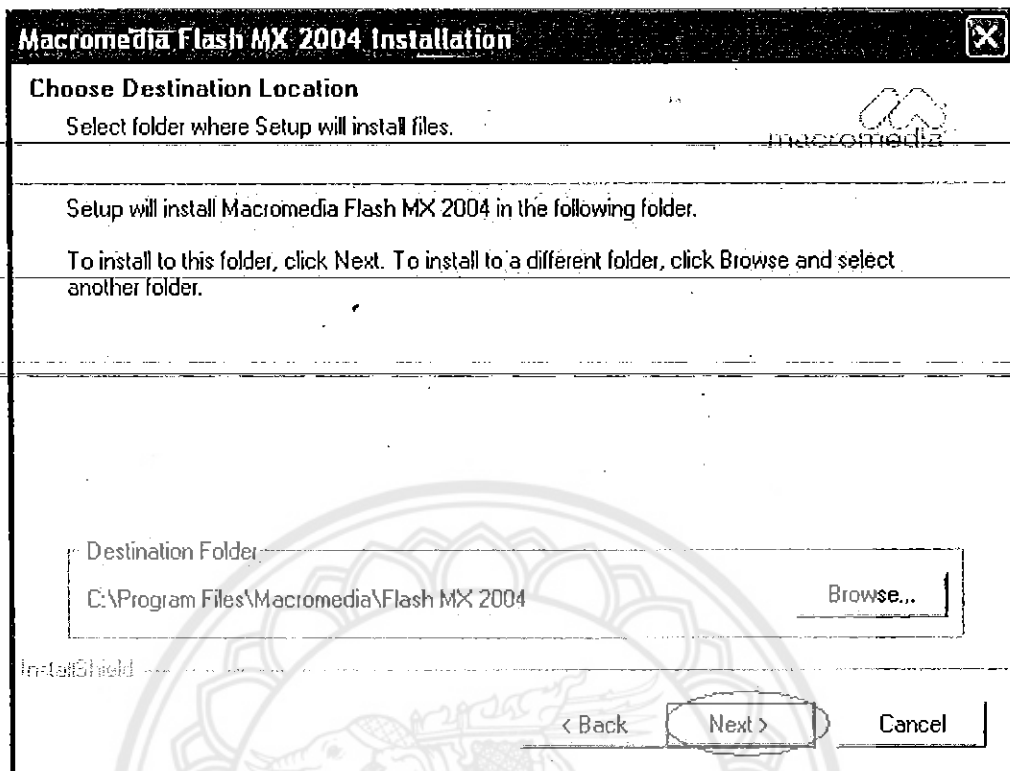 Macromedia Flash MX 2004 Installation
Choose Destination Location
Select folder where Setup will install files.
macromedia
Setup will install Macromedia Flash MX 2004 in the following folder.
To install to this folder, click Next. To install to a different folder, click Browse and select
another folder.
Destination Folder
C:\Program Files\Macromedia\Flash MX 2004
Browse...
InstallShield
< Back
Next >
Cancel